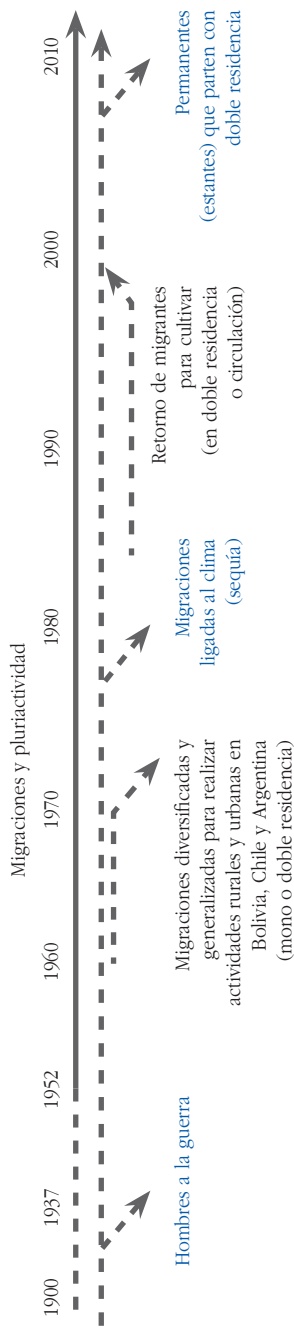 Migraciones y pluriactividad
1900
1937
1952
1960
1970
1980
1990
2000
2010
Hombres a la guerra
Migraciones diversificadas y
generalizadas para realizar
actividades rurales y urbanas en
Bolivia, Chile y Argentina
(mono o doble residencia)
Migraciones
ligadas al clima
(sequía)
Retorno de migrantes
para cultivar
(en doble residencia
o circulación)
Permanentes
(estantes) que parten con
doble residencia